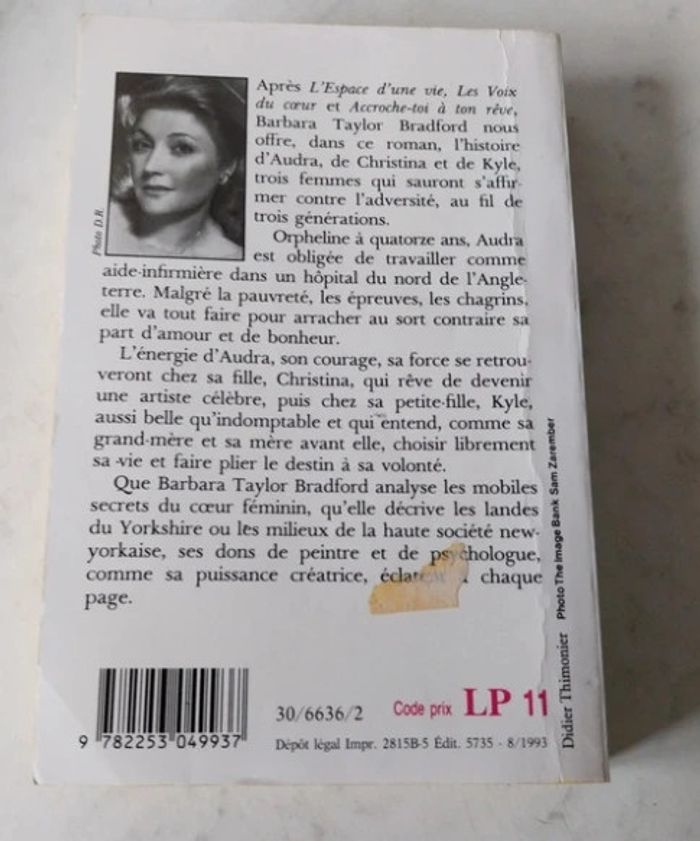 Après L'Espace d'une vie, Les Voix
du cœur et Accroche-toi à ton rêve,
Barbara Taylor Bradford nous
offre, dans ce roman, l'histoire
d'Audra, de Christina et de Kyle,
trois femmes qui sauront s'affir-
mer contre l'adversité, au fil de
trois générations.
Photo D.R.
Orpheline à quatorze ans, Audra
est obligée de travailler comme
aide-infirmière dans un hôpital du nord de l'Angle-
terre. Malgré la pauvreté, les épreuves, les chagrins,
elle va tout faire pour arracher au sort contraire sa
part d'amour et de bonheur.
L'énergie d'Audra, son courage, sa force se retrou-
veront chez sa fille, Christina, qui rêve de devenir
une artiste célèbre, puis chez sa petite-fille, Kyle,
aussi belle qu'indomptable et qui entend, comme sa
grand-mère et sa mère avant elle, choisir librement
sa vie et faire plier le destin à sa volonté.
Que Barbara Taylor Bradford analyse les mobiles
secrets du cœur féminin, qu'elle décrive les landes
du Yorkshire ou les milieux de la haute société new-
yorkaise, ses dons de peintre et de psychologue,
comme sa puissance créatrice, chaque
page.
Didier Thimonier Photo The Image Bank Sam Zarember
30/6636/2 Code prix LP 11
9 782253 049937
Dépôt légal Impr. 2815B-5 Édit. 5735 - 8/1993